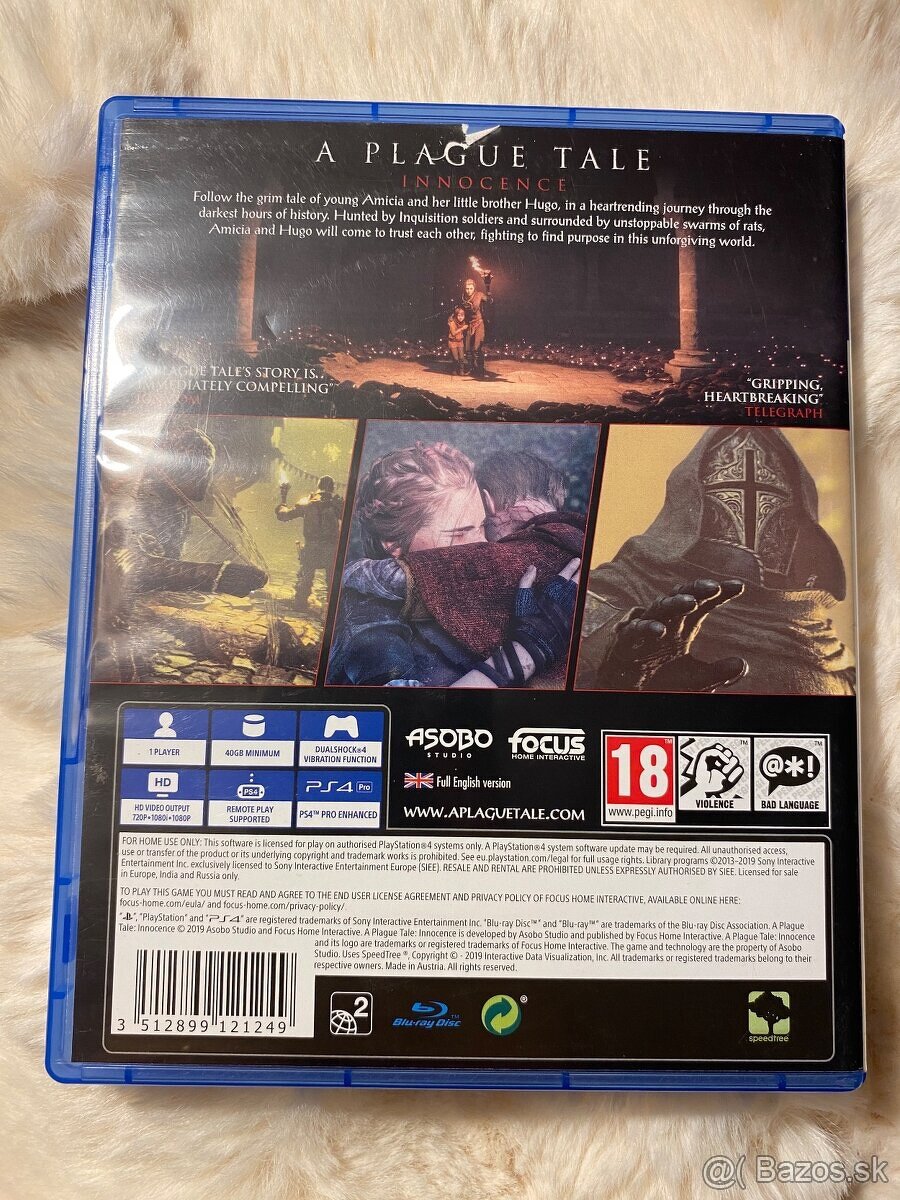 A PLAGUE TALE
INNOCENCE
Follow the grim tale of young Amicia and her little brother Hugo, in a heartrending journey through the
darkest hours of history. Hunted by Inquisition soldiers and surrounded by unstoppable swarms of rats,
Amicia and Hugo will come to trust each other, fighting to find purpose in this unforgiving world.
A PLAGUE TALE'S STORY IS...
IMMEDIATELY COMPELLING"
"GRIPPING,
HEARTBREAKING"
TELEGRAPH
1 PLAYER
40GB MINIMUM
DUALSHOCK®4
VIBRATION FUNCTION
HD
HD VIDEO OUTPUT
720p•1080i•1080p
PS4
REMOTE PLAY
SUPPORTED
PS4 Pro
PS4™ PRO ENHANCED
ASOBO
STUDIO
FOCUS
HOME INTERACTIVE
Full English version
WWW.APLAGUETALE.COM
18
www.pegi.info
TM
VIOLENCE
@*!
TM
BAD LANGUAGE
FOR HOME USE ONLY: This software is licensed for play on authorised PlayStation®4 systems only. A PlayStation®4 system software update may be required. All unauthorised access,
use or transfer of the product or its underlying copyright and trademark works is prohibited. See eu.playstation.com/legal for full usage rights. Library programs ©2013–2019 Sony Interactive
Entertainment Inc. exclusively licensed to Sony Interactive Entertainment Europe (SIEE). RESALE AND RENTAL ARE PROHIBITED UNLESS EXPRESSLY AUTHORISED BY SIEE. Licensed for sale
in Europe, India and Russia only.
TO PLAY THIS GAME YOU MUST READ AND AGREE TO THE END USER LICENSE AGREEMENT AND PRIVACY POLICY OF FOCUS HOME INTERACTIVE, AVAILABLE ONLINE HERE:
focus-home.com/eula/ and focus-home.com/privacy-policy/.
"PlayStation" and "PS4" are registered trademarks of Sony Interactive Entertainment Inc. "Blu-ray Disc™" and "Blu-ray™" are trademarks of the Blu-ray Disc Association. A Plague
Tale: Innocence © 2019 Asobo Studio and Focus Home Interactive. A Plague Tale: Innocence is developed by Asobo Studio and published by Focus Home Interactive. A Plague Tale: Innocence
and its logo are trademarks or registered trademarks of Focus Home Interactive. The game and technology are the property of Asobo
Studio. Uses SpeedTree ®, Copyright © - 2019 Interactive Data Visualization, Inc. All trademarks or registered trademarks belong to their
respective owners. Made in Austria. All rights reserved.
3 512899 121249
2
Blu-ray Disc™
®
speedtree
@( Bazos.sk